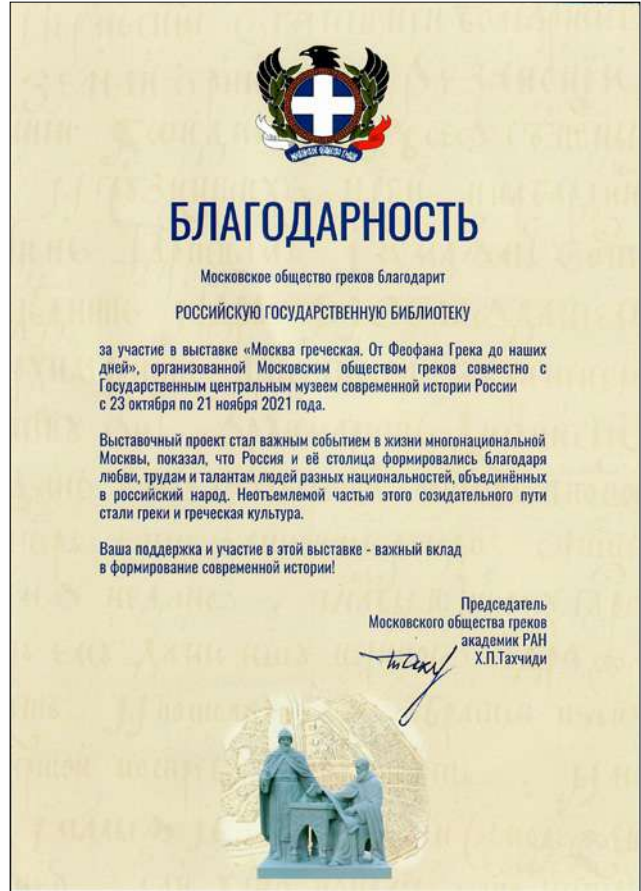 МОСКОВСКОЕ ОБЩЕСТВО ГРЕКОВ
БЛАГОДАРНОСТЬ
Московское общество греков благодарит
РОССИЙСКУЮ ГОСУДАРСТВЕННУЮ БИБЛИОТЕКУ
за участие в выставке «Москва греческая. От Феофана Грека до наших
дней», организованной Московским обществом греков совместно с
Государственным центральным музеем современной истории России
с 23 октября по 21 ноября 2021 года.
Выставочный проект стал важным событием в жизни многонациональной
Москвы, показал, что Россия и её столица формировались благодаря
любви, трудам и талантам людей разных национальностей, объединённых
в российский народ. Неотъемлемой частью этого созидательного пути
стали греки и греческая культура.
Ваша поддержка и участие в этой выставке - важный вклад
в формирование современной истории!
Председатель
Московского общества греков
академик РАН
Х.П.Тахчиди